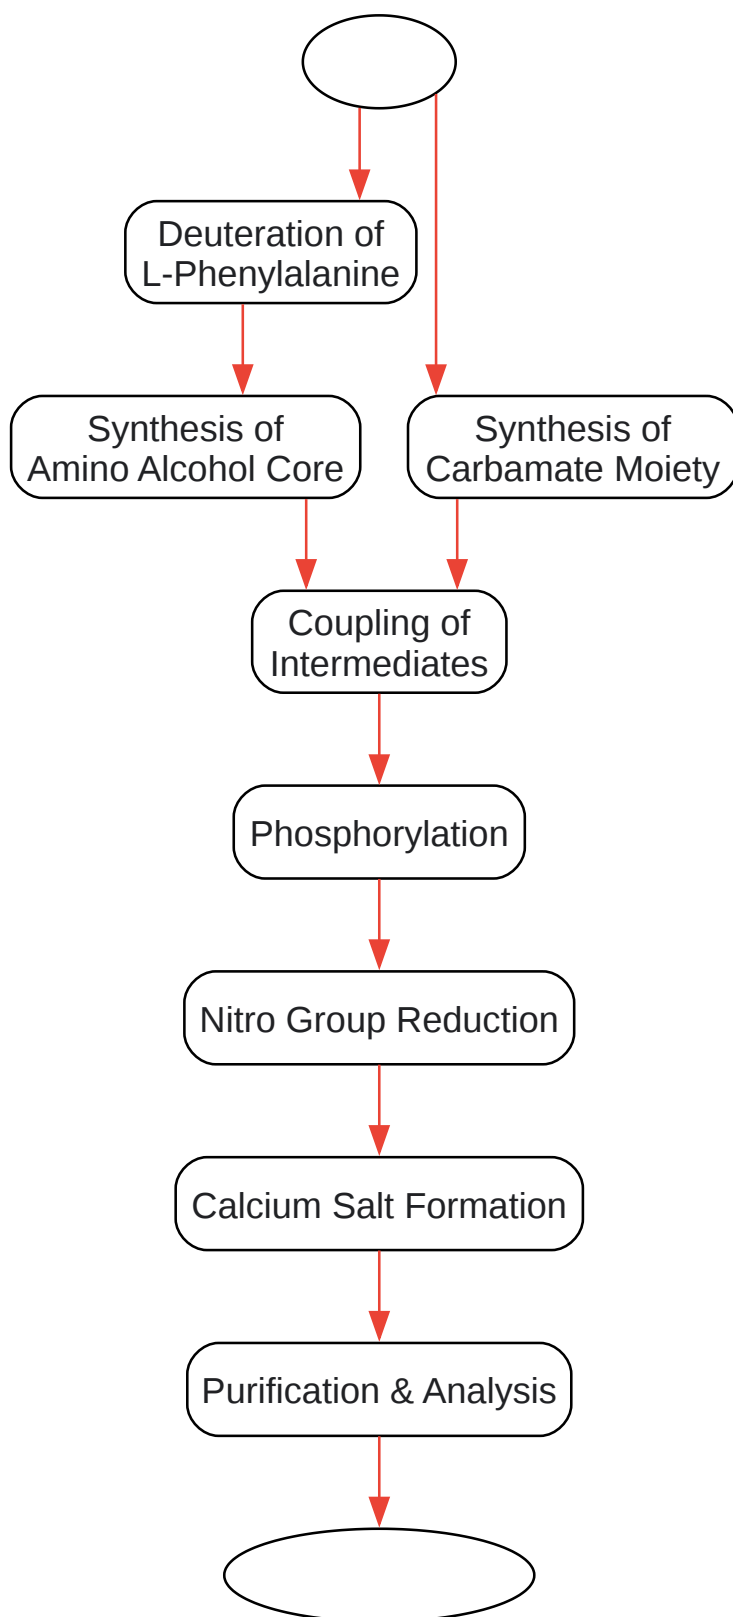 Deuteration of
L-Phenylalanine
Synthesis of
Amino Alcohol Core
Synthesis of
Carbamate Moiety
Coupling of
Intermediates
Phosphorylation
Nitro Group Reduction
Calcium Salt Formation
Purification & Analysis